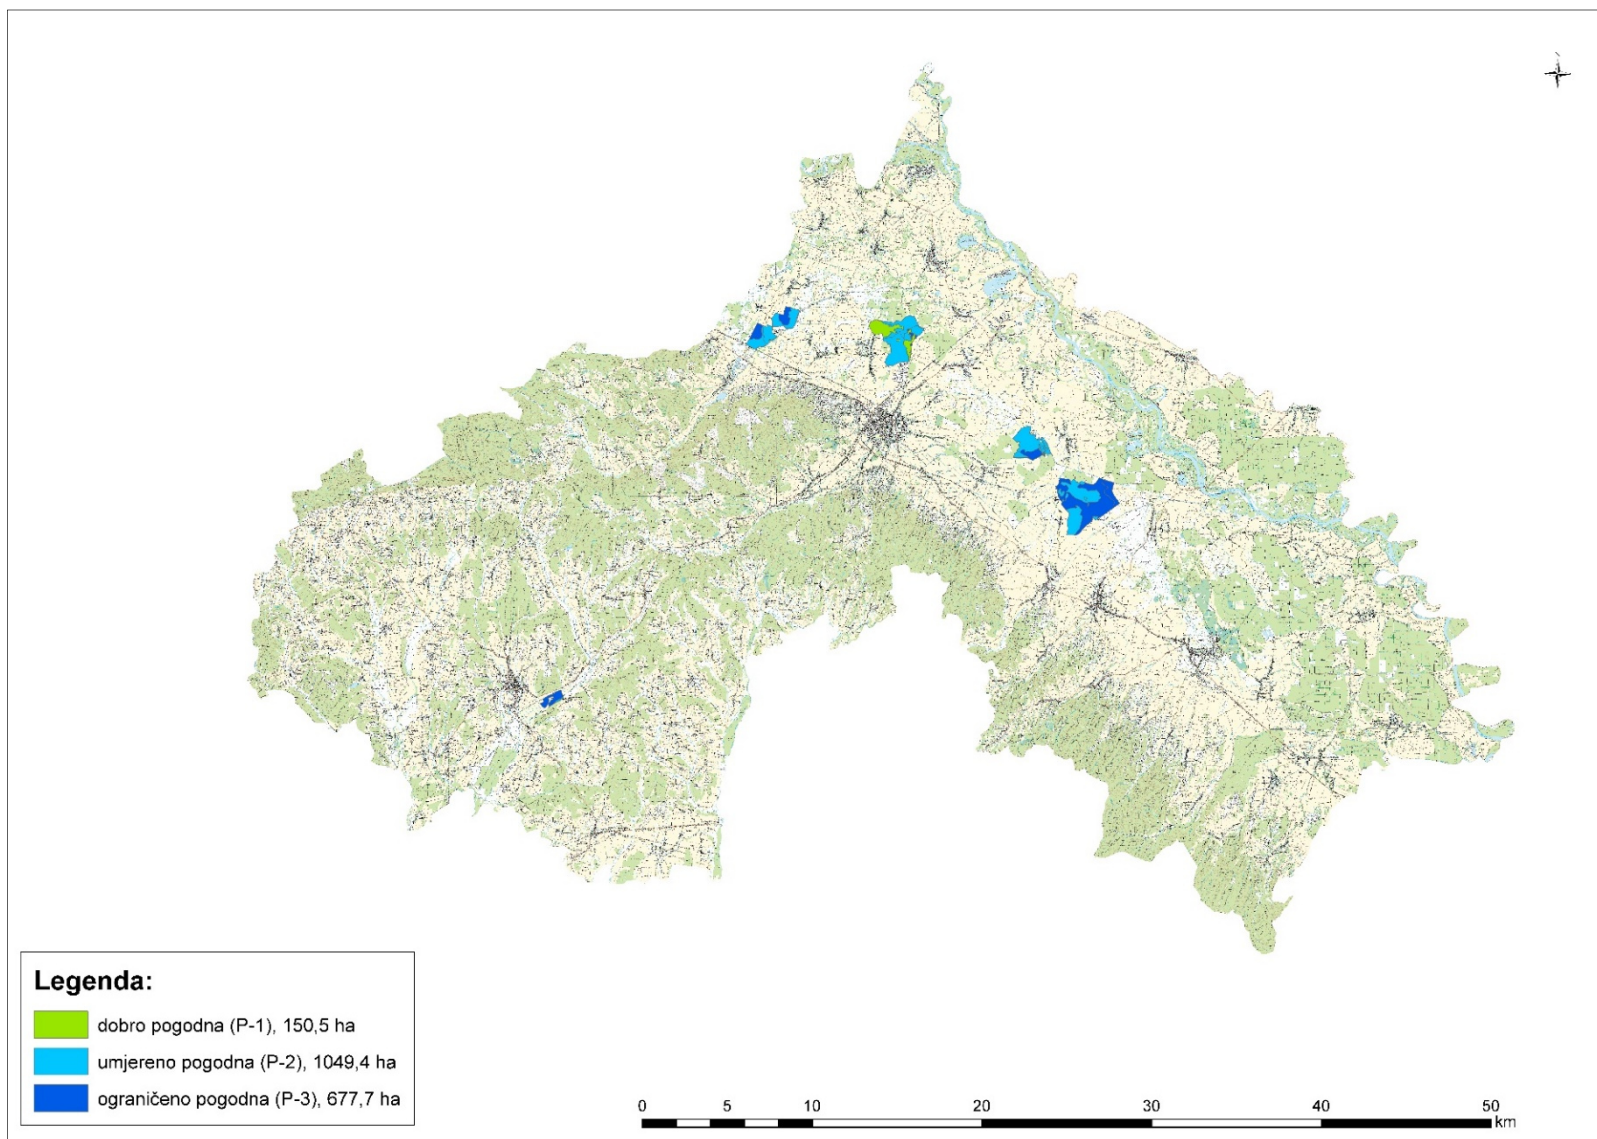 Legenda:
dobro pogodna (P-1), 150,5 ha
umjereno pogodna (P-2), 1049,4 ha
ograničeno pogodna (P-3), 677,7 ha
0 5 10 20 30 40 50
km